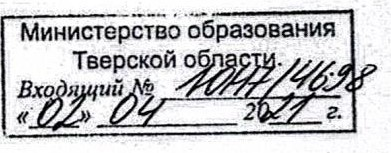 Министерство образования
Тверской области.
Входящий №
«02» 04 2021 г.